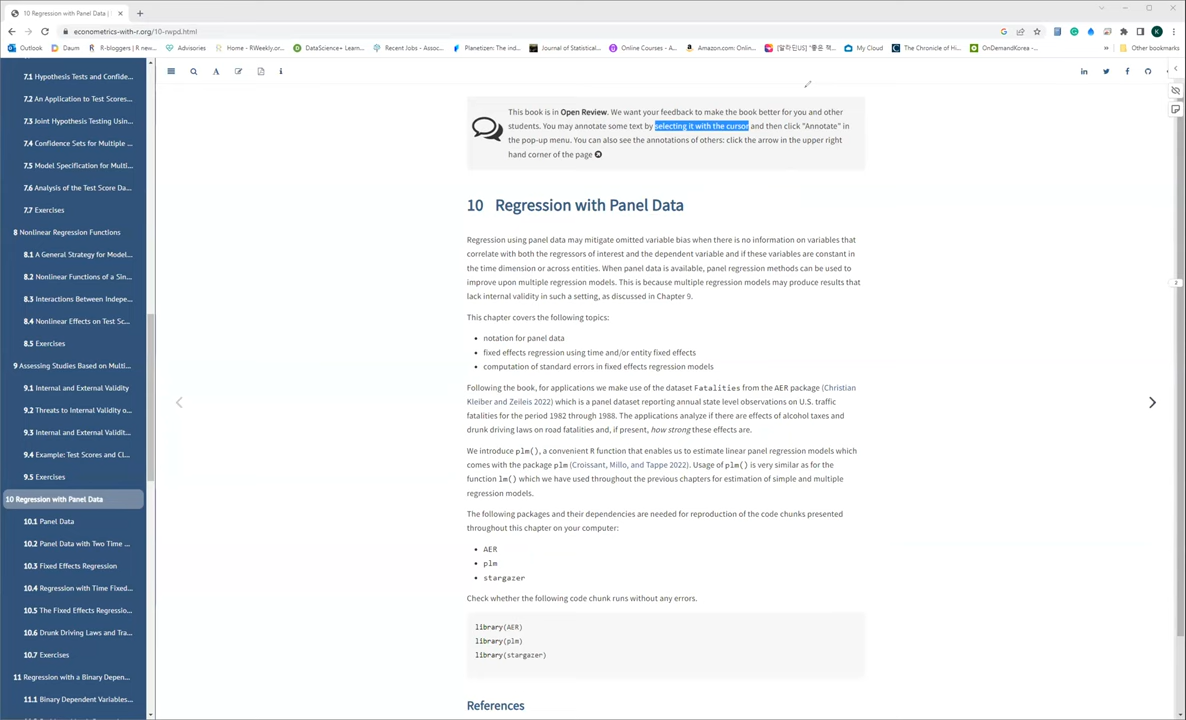 10 Regression with Panel Data |
econometrics-with-r.org/10-rwpd.html
Outlook
Daum
R-bloggers | R new...
Advisories
Home - RWeekly.or...
DataScience+ Learn...
Recent Jobs - Assoc...
Planetizen: The ind...
Journal of Statistical...
Online Courses - A...
Amazon.com: Onlin...
[알라딘US] "좋은 책...
My Cloud
The Chronicle of Hi...
OnDemandKorea -...
Other bookmarks
7.1 Hypothesis Tests and Confide...
7.2 An Application to Test Scores...
7.3 Joint Hypothesis Testing Usin...
7.4 Confidence Sets for Multiple ...
7.5 Model Specification for Multi...
7.6 Analysis of the Test Score Da...
7.7 Exercises
8 Nonlinear Regression Functions
8.1 A General Strategy for Model...
8.2 Nonlinear Functions of a Sin...
8.3 Interactions Between Indepe...
8.4 Nonlinear Effects on Test Sc...
8.5 Exercises
9 Assessing Studies Based on Multi...
9.1 Internal and External Validity
9.2 Threats to Internal Validity o...
9.3 Internal and External Validit...
9.4 Example: Test Scores and Cl...
9.5 Exercises
10 Regression with Panel Data
10.1 Panel Data
10.2 Panel Data with Two Time ...
10.3 Fixed Effects Regression
10.4 Regression with Time Fixed...
10.5 The Fixed Effects Regressio...
10.6 Drunk Driving Laws and Tra...
10.7 Exercises
11 Regression with a Binary Depen...
11.1 Binary Dependent Variables...
This book is in Open Review. We want your feedback to make the book better for you and other
students. You may annotate some text by selecting it with the cursor and then click "Annotate" in
the pop-up menu. You can also see the annotations of others: click the arrow in the upper right
hand corner of the page
10 Regression with Panel Data
Regression using panel data may mitigate omitted variable bias when there is no information on variables that
correlate with both the regressors of interest and the dependent variable and if these variables are constant in
the time dimension or across entities. When panel data is available, panel regression methods can be used to
improve upon multiple regression models. This is because multiple regression models may produce results that
lack internal validity in such a setting, as discussed in Chapter 9.
This chapter covers the following topics:
• notation for panel data
• fixed effects regression using time and/or entity fixed effects
• computation of standard errors in fixed effects regression models
Following the book, for applications we make use of the dataset Fatalities from the AER package (Christian
Kleiber and Zeileis 2022) which is a panel dataset reporting annual state level observations on U.S. traffic
fatalities for the period 1982 through 1988. The applications analyze if there are effects of alcohol taxes and
drunk driving laws on road fatalities and, if present, how strong these effects are.
We introduce plm(), a convenient R function that enables us to estimate linear panel regression models which
comes with the package plm (Croissant, Millo, and Tappe 2022). Usage of plm() is very similar as for the
function lm() which we have used throughout the previous chapters for estimation of simple and multiple
regression models.
The following packages and their dependencies are needed for reproduction of the code chunks presented
throughout this chapter on your computer:
• AER
• plm
• stargazer
Check whether the following code chunk runs without any errors.
library(AER)
library(plm)
library(stargazer)
References
2